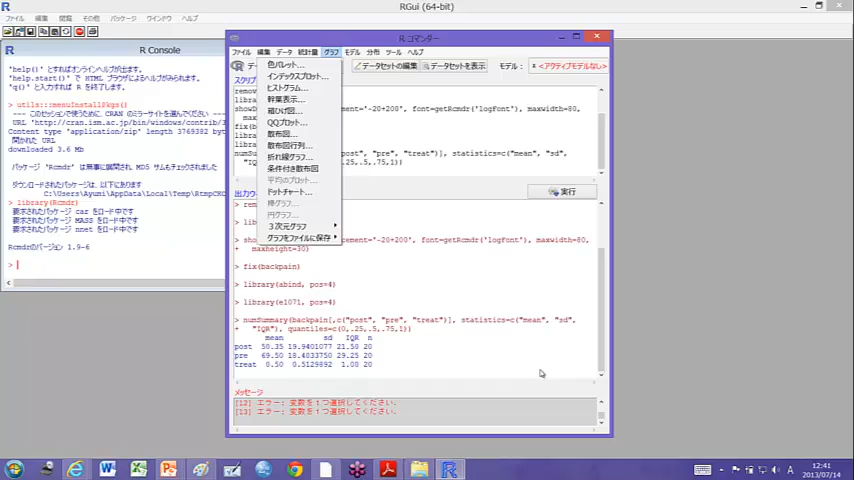 RGui (64-bit)
ファイル 編集 閲覧 その他 パッケージ ウインドウ ヘルプ
R Console
'help()' とすればオンラインヘルプが出ます。
'help.start()' で HTML ブラウザによるヘルプがみられます。
'q()' と入力すれば R を終了します。
> utils:::menuInstallPkgs()
--- このセッションで使うために、CRAN のミラーサイトを選んでください ---
URL 'http://cran.ism.ac.jp/bin/windows/contrib/
Content type 'application/zip' length 3769382 bytes
開かれた URL
downloaded 3.6 Mb
パッケージ 'Rcmdr' は無事に展開され、MD5 サムもチェックされました
ダウンロードされたパッケージは、以下にあります
C:\Users\Ayumi\AppData\Local\Temp\
> library(Rcmdr)
要求されたパッケージ car をロード中です
要求されたパッケージ MASS をロード中です
要求されたパッケージ nnet をロード中です
Rcmdrのバージョン 1.9-6
>
R コマンダー
ファイル 編集 データ 統計量 グラフ モデル 分布 ツール ヘルプ
データセットの編集 データセットを表示 モデル: <アクティブモデルなし>
色パレット...
インデックスプロット...
ヒストグラム...
幹葉表示...
箱ひげ図...
QQプロット...
散布図...
散布図行列...
折れ線グラフ...
条件付き散布図
平均のプロット...
ドットチャート...
棒グラフ...
円グラフ...
3次元グラフ
グラフをファイルに保存
スクリ
remov
libra
showD
cement='-20+200', font=getRcmdr('logFont'), maxwidth=80,
fix(b
libra
libra
numSu
post", "pre", "treat")], statistics=c("mean", "sd",
"IQ
,.25,.5,.75,1))
実行
出力ウ
> rem
> lib
> sho
cement='-20+200', font=getRcmdr('logFont'), maxwidth=80,
+ maxheight=30)
> fix(backpain)
> library(abind, pos=4)
> library(e1071, pos=4)
> numSummary(backpain[,c("post", "pre", "treat")], statistics=c("mean", "sd",
+ "IQR"), quantiles=c(0,.25,.5,.75,1))
mean sd IQR n
post 50.35 19.9401077 21.50 20
pre 69.50 18.4033750 29.25 20
treat 0.50 0.5129892 1.00 20
メッセージ
[12] エラー: 変数を1つ選択してください.
[13] エラー: 変数を1つ選択してください.
A
12:41
2013/07/14